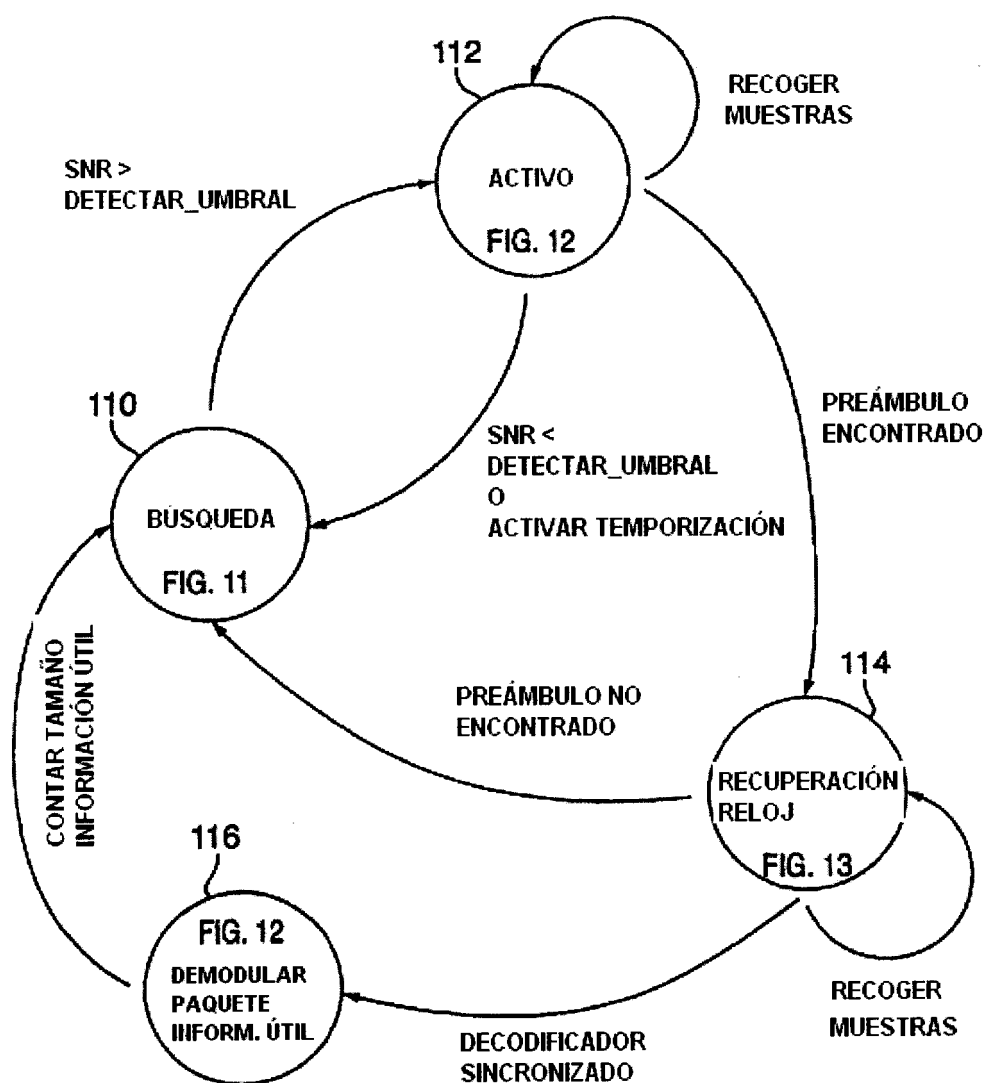 112
RECOGER
MUESTRAS
SNR >
DETECTAR_UMBRAL
ACTIVO
FIG. 12
110
PREÁMBULO
ENCONTRADO
SNR <
DETECTAR_UMBRAL
O
ACTIVAR TEMPORIZACIÓN
BÚSQUEDA
FIG. 11
CONTAR TAMAÑO
INFORMACIÓN ÚTIL
PREÁMBULO NO
ENCONTRADO
114
RECUPERACIÓN
RELOJ
FIG. 13
116
FIG. 12
DEMODULAR
PAQUETE
INFORM. ÚTIL
DECODIFICADOR
SINCRONIZADO
RECOGER
MUESTRAS